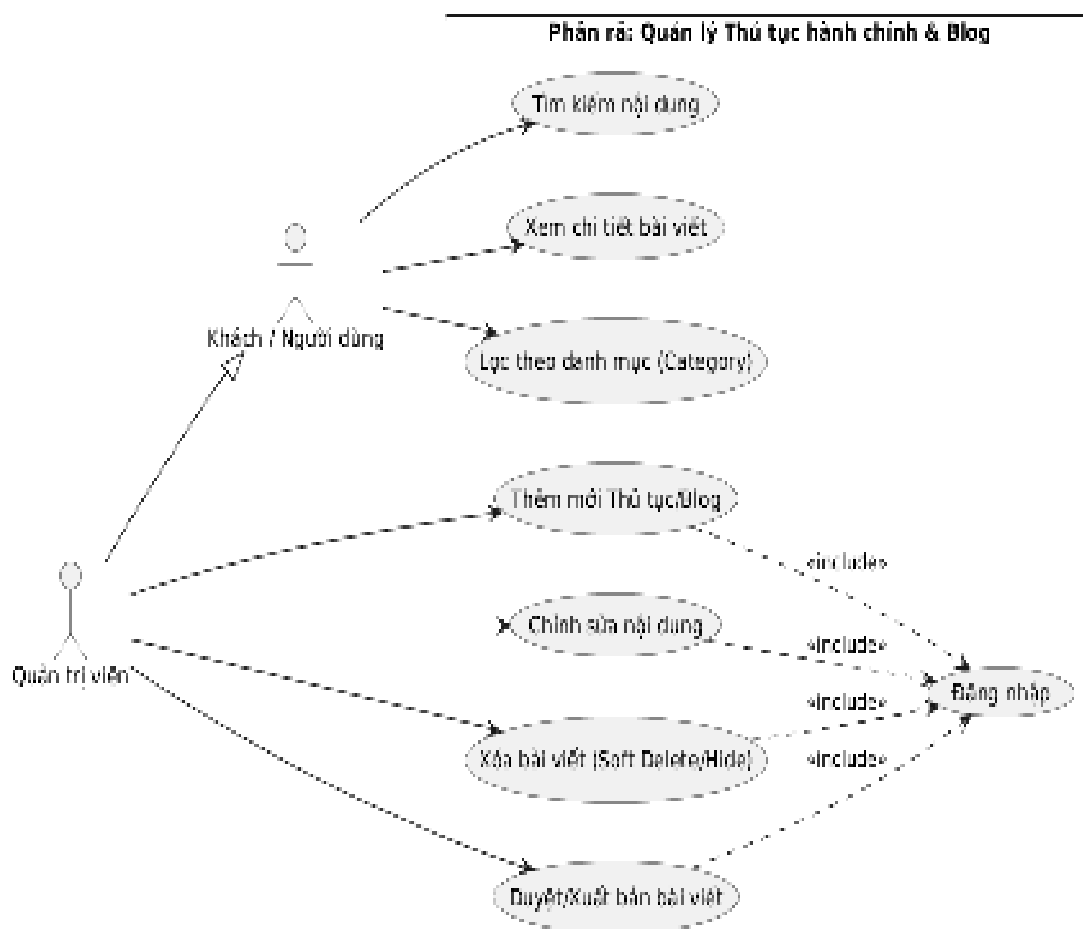 Phân rã: Quản lý Thủ tục hành chính & Blog
Tìm kiếm nội dung
Xem chi tiết bài viết
Khách / Người dùng
Lọc theo danh mục (Category)
Thêm mới Thủ tục/Blog
«include»
Chỉnh sửa nội dung
«include»
Quản trị viên
Đăng nhập
«include»
Xóa bài viết (Soft Delete/Hide)
«include»
Duyệt/Xuất bản bài viết